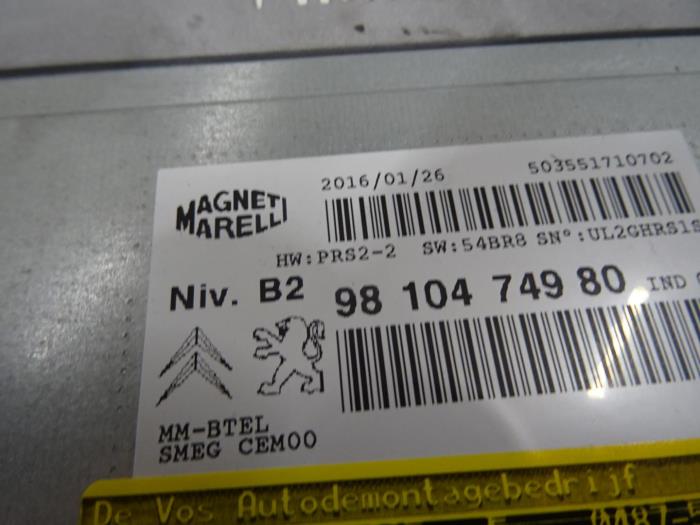 MAGNETI MARELLI
2016/01/26 503551710702
HW:PRS2-2 SW:54BR8 SNº:UL2GHRS1S
Niv. B2 98 104 749 80 IND
MM-BTEL
SMEG CEM00
De Vos Autodemontagebedrijf